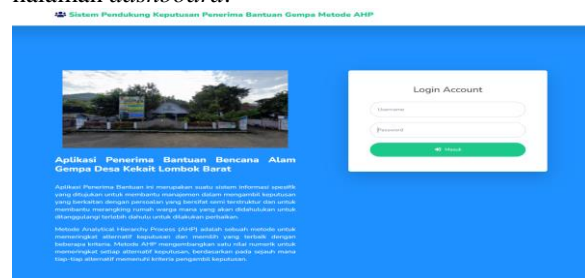 halaman dashboard.
Sistem Pendukung Keputusan Penerima Bantuan Gempa Metode AHP
Login Account
Username
Password
Masuk
Aplikasi Penerima Bantuan Bencana Alam
Gempa Desa Kekait Lombok Barat
Aplikasi Penerima Bantuan ini merupakan suatu sistem informasi spesifik
yang ditujukan untuk membantu manajemen dalam mengambil keputusan
yang berkaitan dengan persoalan yang bersifat semi terstruktur dan untuk
membantu merangking rumah warga mana yang akan didahulukan untuk
ditanggulangi terlebih dahulu untuk dilakukan perbaikan.
Metode Analytical Hierarchy Process (AHP) adalah sebuah metode untuk
memeringkat alternatif keputusan dan memilih yang terbaik dengan
beberapa kriteria. Metode AHP mengembangkan satu nilai numerik untuk
memeringkat setiap alternatif keputusan, berdasarkan pada sejauh mana
tiap-tiap alternatif memenuhi kriteria pengambil keputusan.